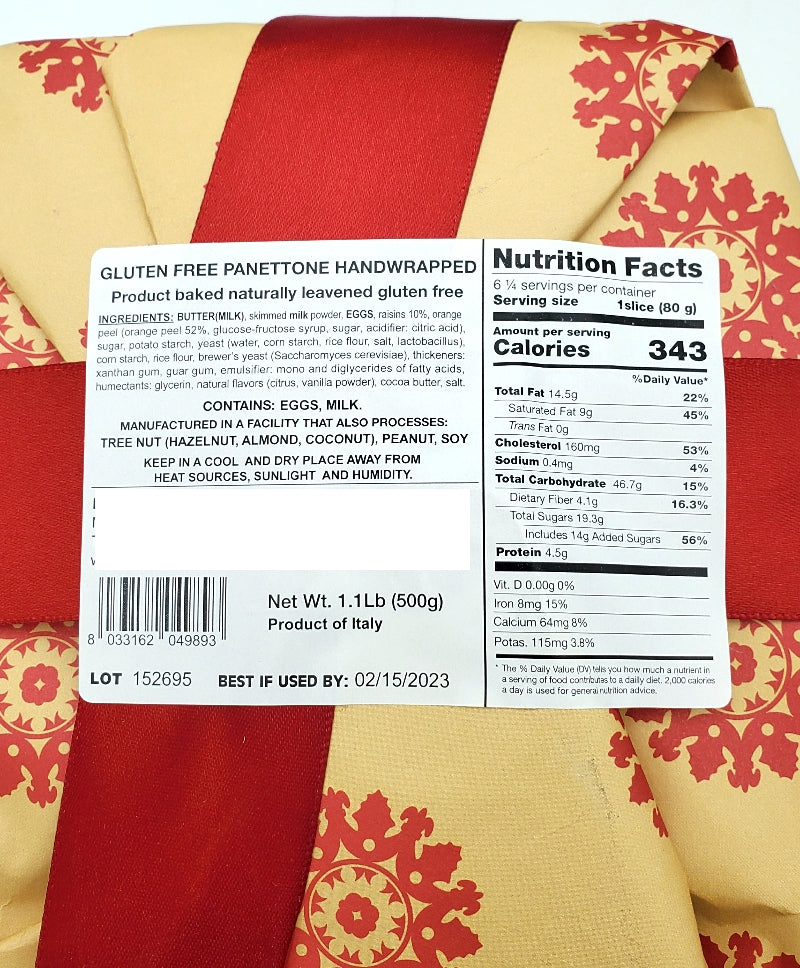 GLUTEN FREE PANETTONE HANDWRAPPED
Product baked naturally leavened gluten free
INGREDIENTS: BUTTER(MILK), skimmed milk powder, EGGS, raisins 10%, orange
peel (orange peel 52%, glucose-fructose syrup, sugar, acidifier: citric acid),
sugar, potato starch, yeast (water, corn starch, rice flour, salt, lactobacillus),
corn starch, rice flour, brewer's yeast (Saccharomyces cerevisiae), thickeners:
xanthan gum, guar gum, emulsifier: mono and diglycerides of fatty acids,
humectants: glycerin, natural flavors (citrus, vanilla powder), cocoa butter, salt.
CONTAINS: EGGS, MILK.
MANUFACTURED IN A FACILITY THAT ALSO PROCESSES:
TREE NUT (HAZELNUT, ALMOND, COCONUT), PEANUT, SOY
KEEP IN A COOL AND DRY PLACE AWAY FROM
HEAT SOURCES, SUNLIGHT AND HUMIDITY.
8 033162 049893
Net Wt. 1.1Lb (500g)
Product of Italy
LOT 152695 BEST IF USED BY: 02/15/2023
Nutrition Facts
6 ¼ servings per container
Serving size 1slice (80 g)
Amount per serving
Calories 343
%Daily Value*
Total Fat 14.5g 22%
Saturated Fat 9g 45%
Trans Fat 0g
Cholesterol 160mg 53%
Sodium 0.4mg 4%
Total Carbohydrate 46.7g 15%
Dietary Fiber 4.1g 16.3%
Total Sugars 19.3g
Includes 14g Added Sugars 56%
Protein 4.5g
Vit. D 0.00g 0%
Iron 8mg 15%
Calcium 64mg 8%
Potas. 115mg 3.8%
* The % Daily Value (DV) tells you how much a nutrient in
a serving of food contributes to a daily diet. 2,000 calories
a day is used for general nutrition advice.